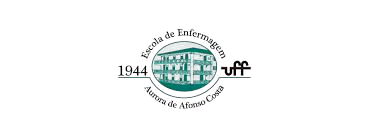 Escola de Enfermagem
1944 uff
Aurora de Afonso Costa